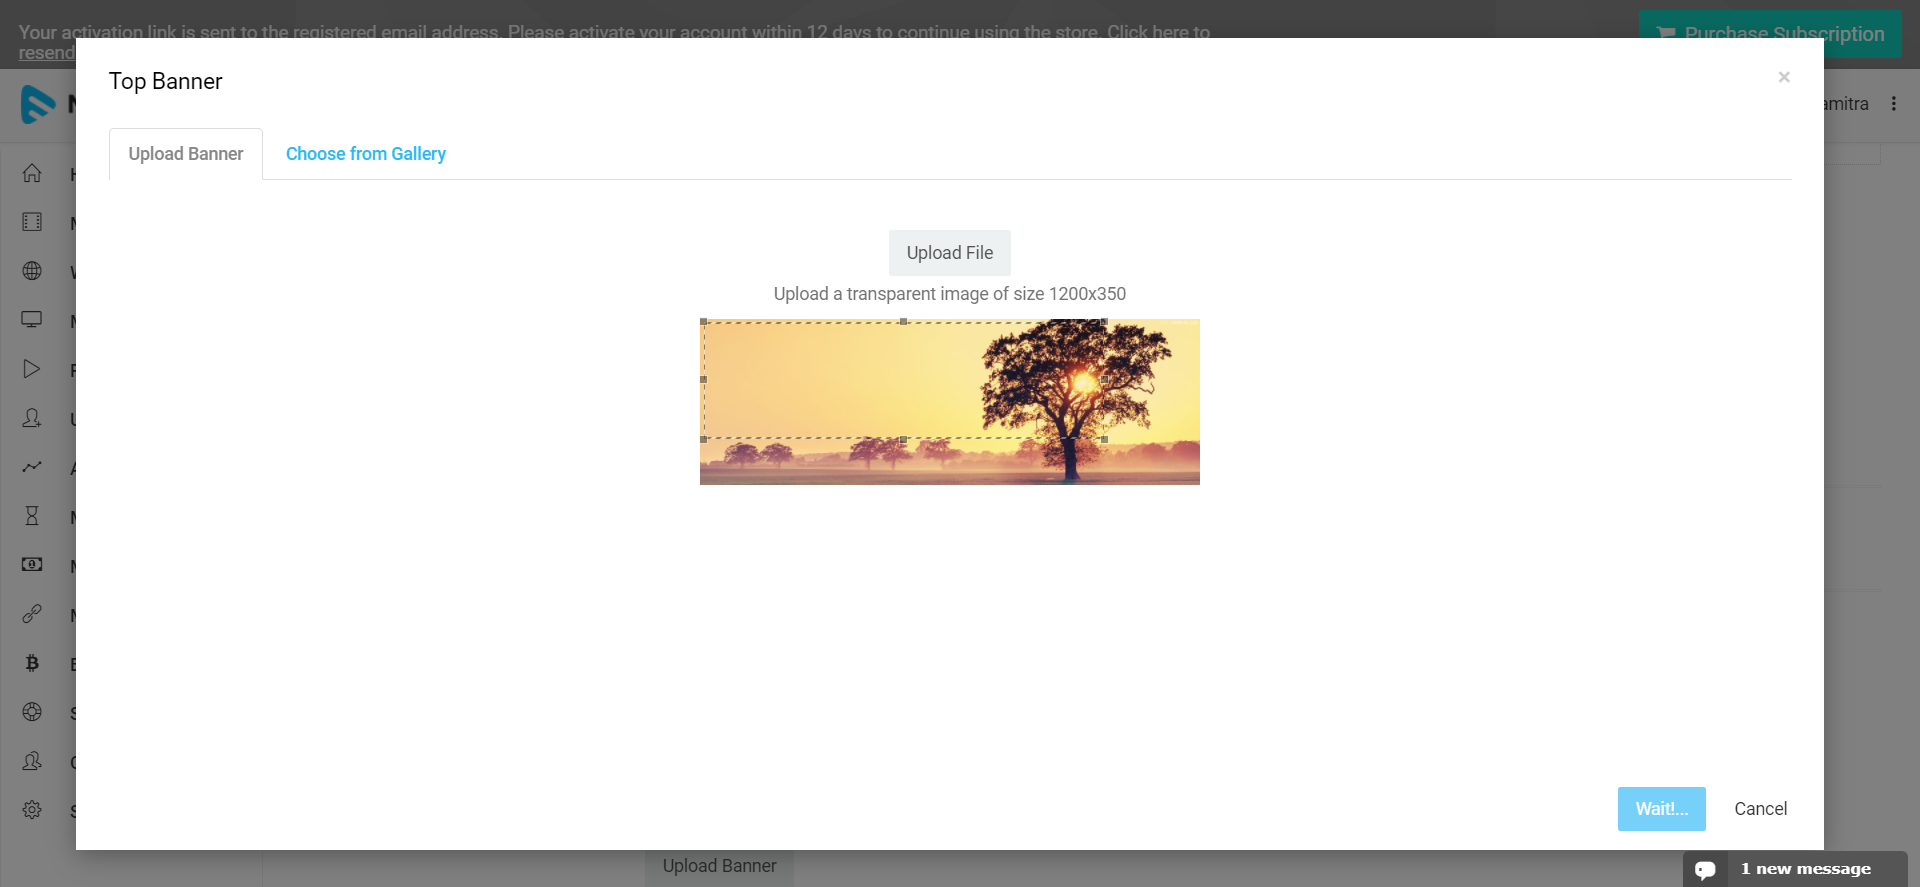 Your activation link is sent to the registered email address. Please activate your account within 12 days to continue using the store. Click here to
resend
Purchase Subscription
amitra
Top Banner
×
Upload Banner
Choose from Gallery
Upload File
Upload a transparent image of size 1200x350
Wait!...
Cancel
Upload Banner
1 new message